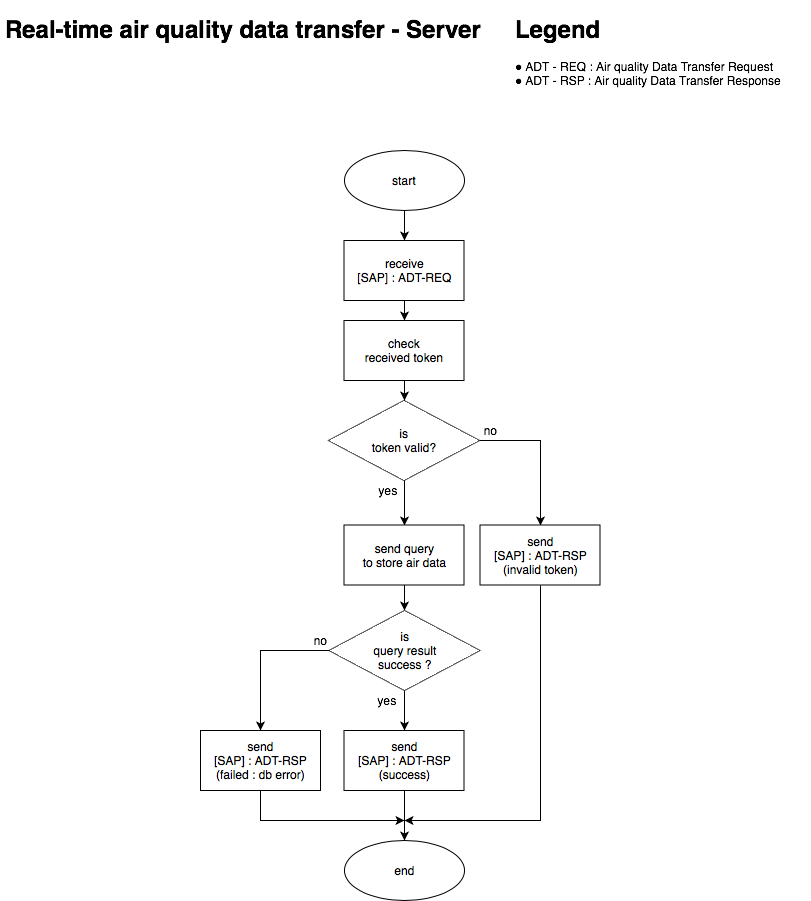 Real-time air quality data transfer - Server
Legend
● ADT - REQ : Air quality Data Transfer Request
● ADT - RSP : Air quality Data Transfer Response
start
receive
[SAP] : ADT-REQ
check
received token
is
token valid?
no
yes
send query
to store air data
send
[SAP] : ADT-RSP
(invalid token)
is
query result
success ?
no
yes
send
[SAP] : ADT-RSP
(failed : db error)
send
[SAP] : ADT-RSP
(success)
end